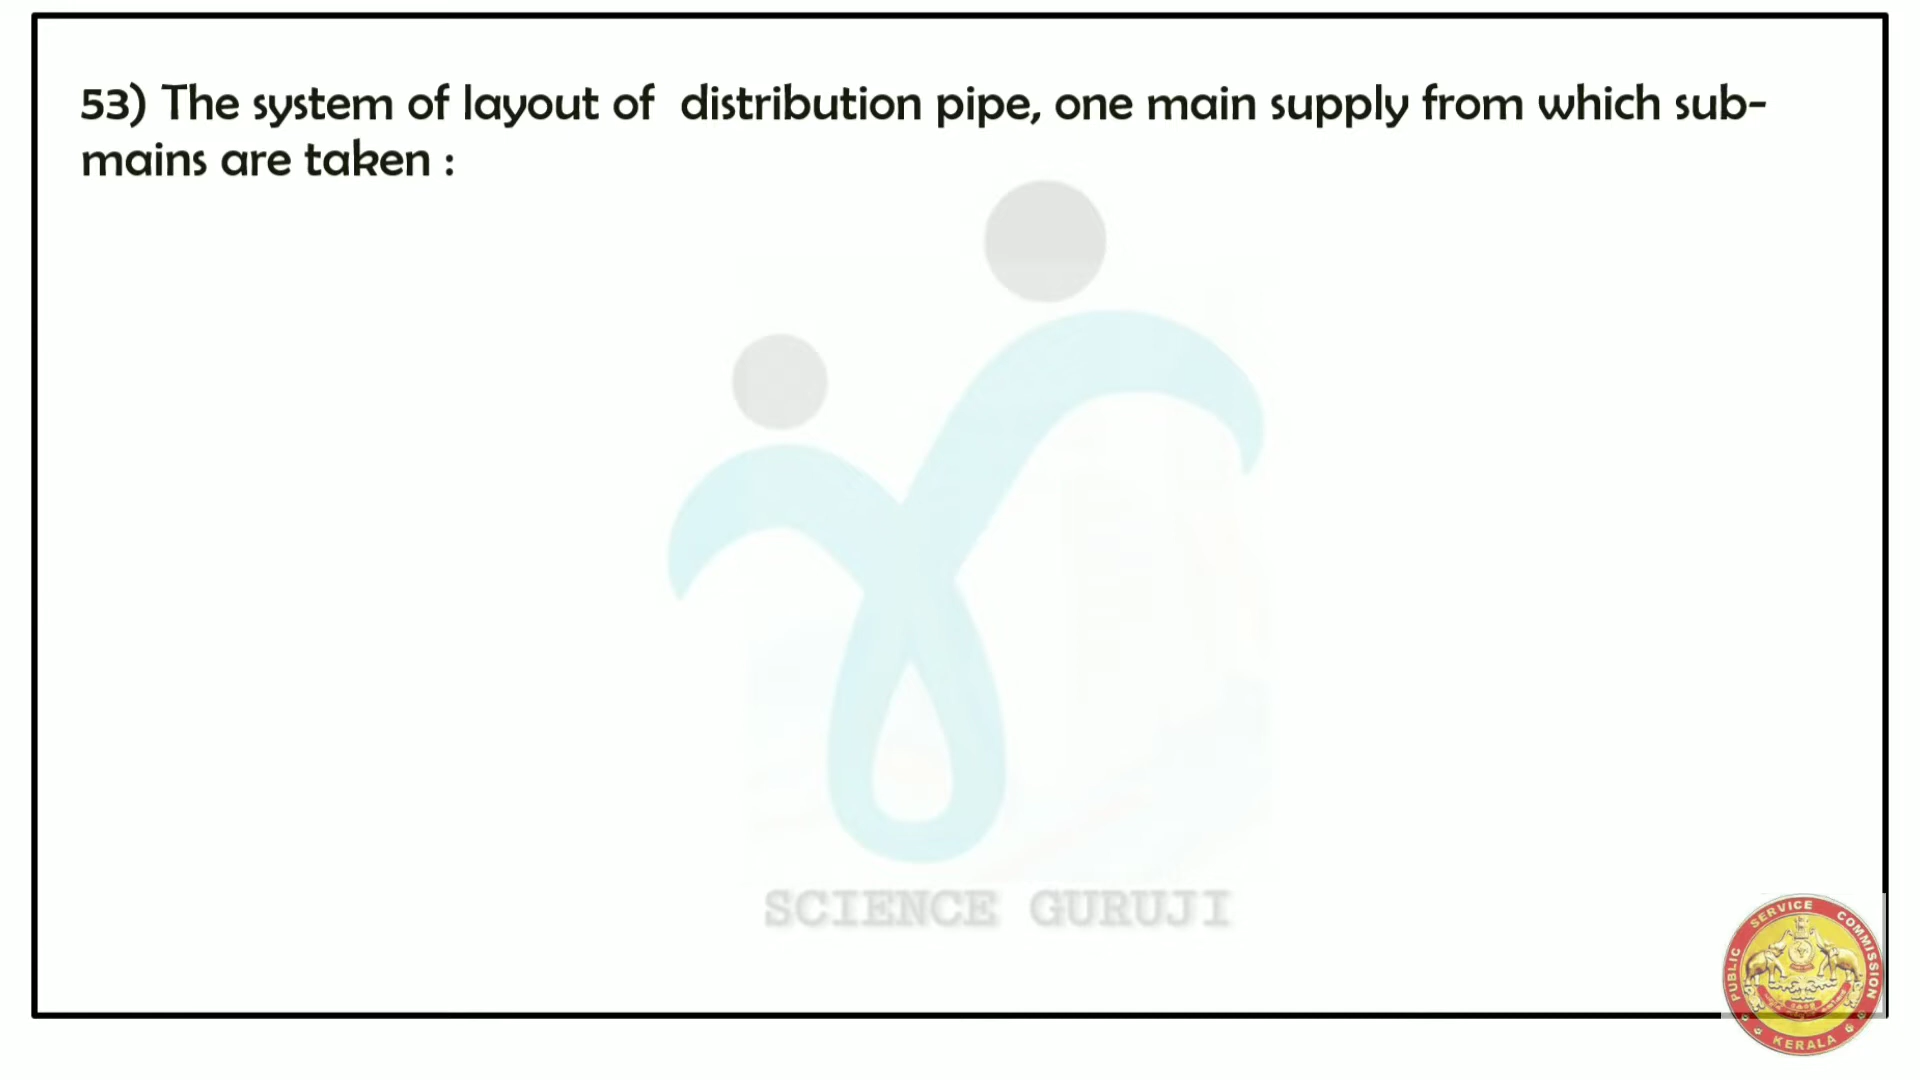 53) The system of layout of  distribution pipe, one main supply from which sub-
mains are taken :
SCIENCE GURUJI
PUBLIC SERVICE COMMISSION
KERALA